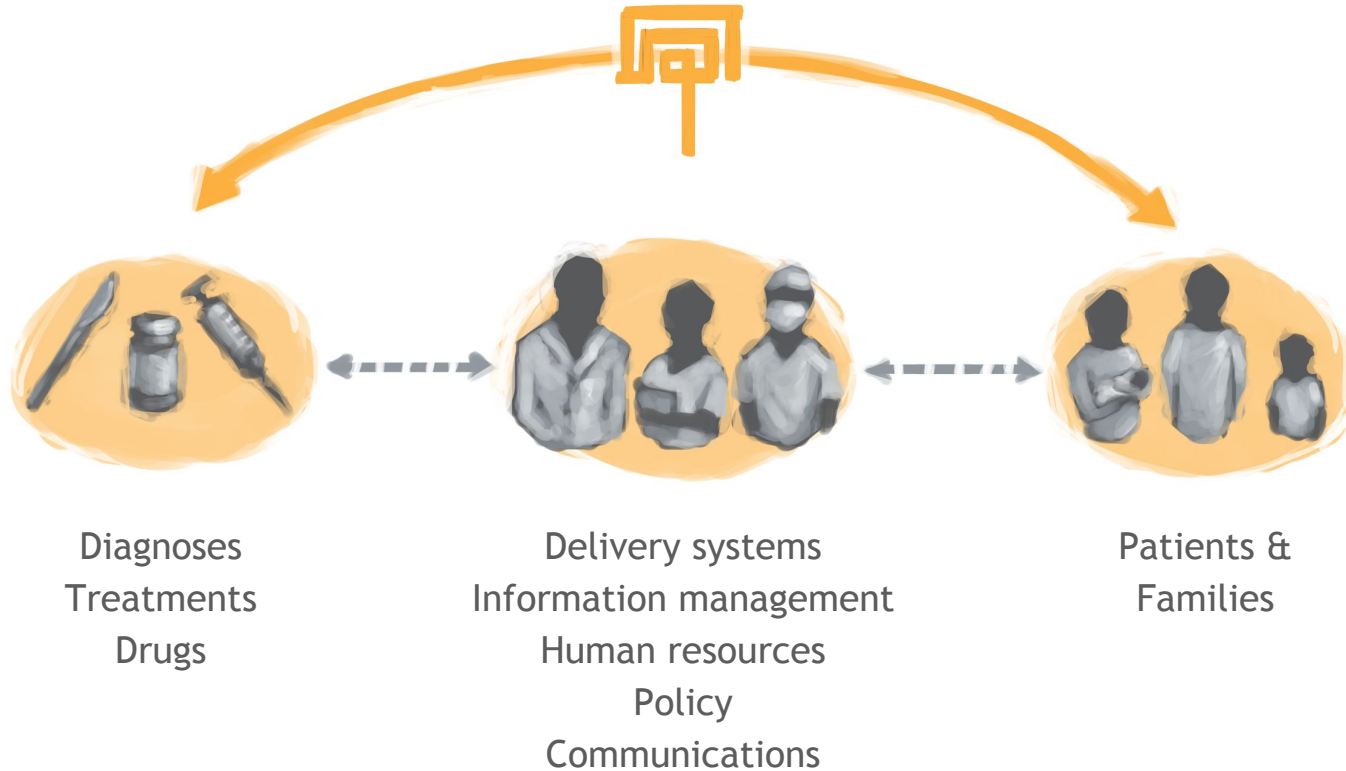 Diagnoses
Treatments
Drugs
Delivery systems
Information management
Human resources
Policy
Communications
Patients &
Families